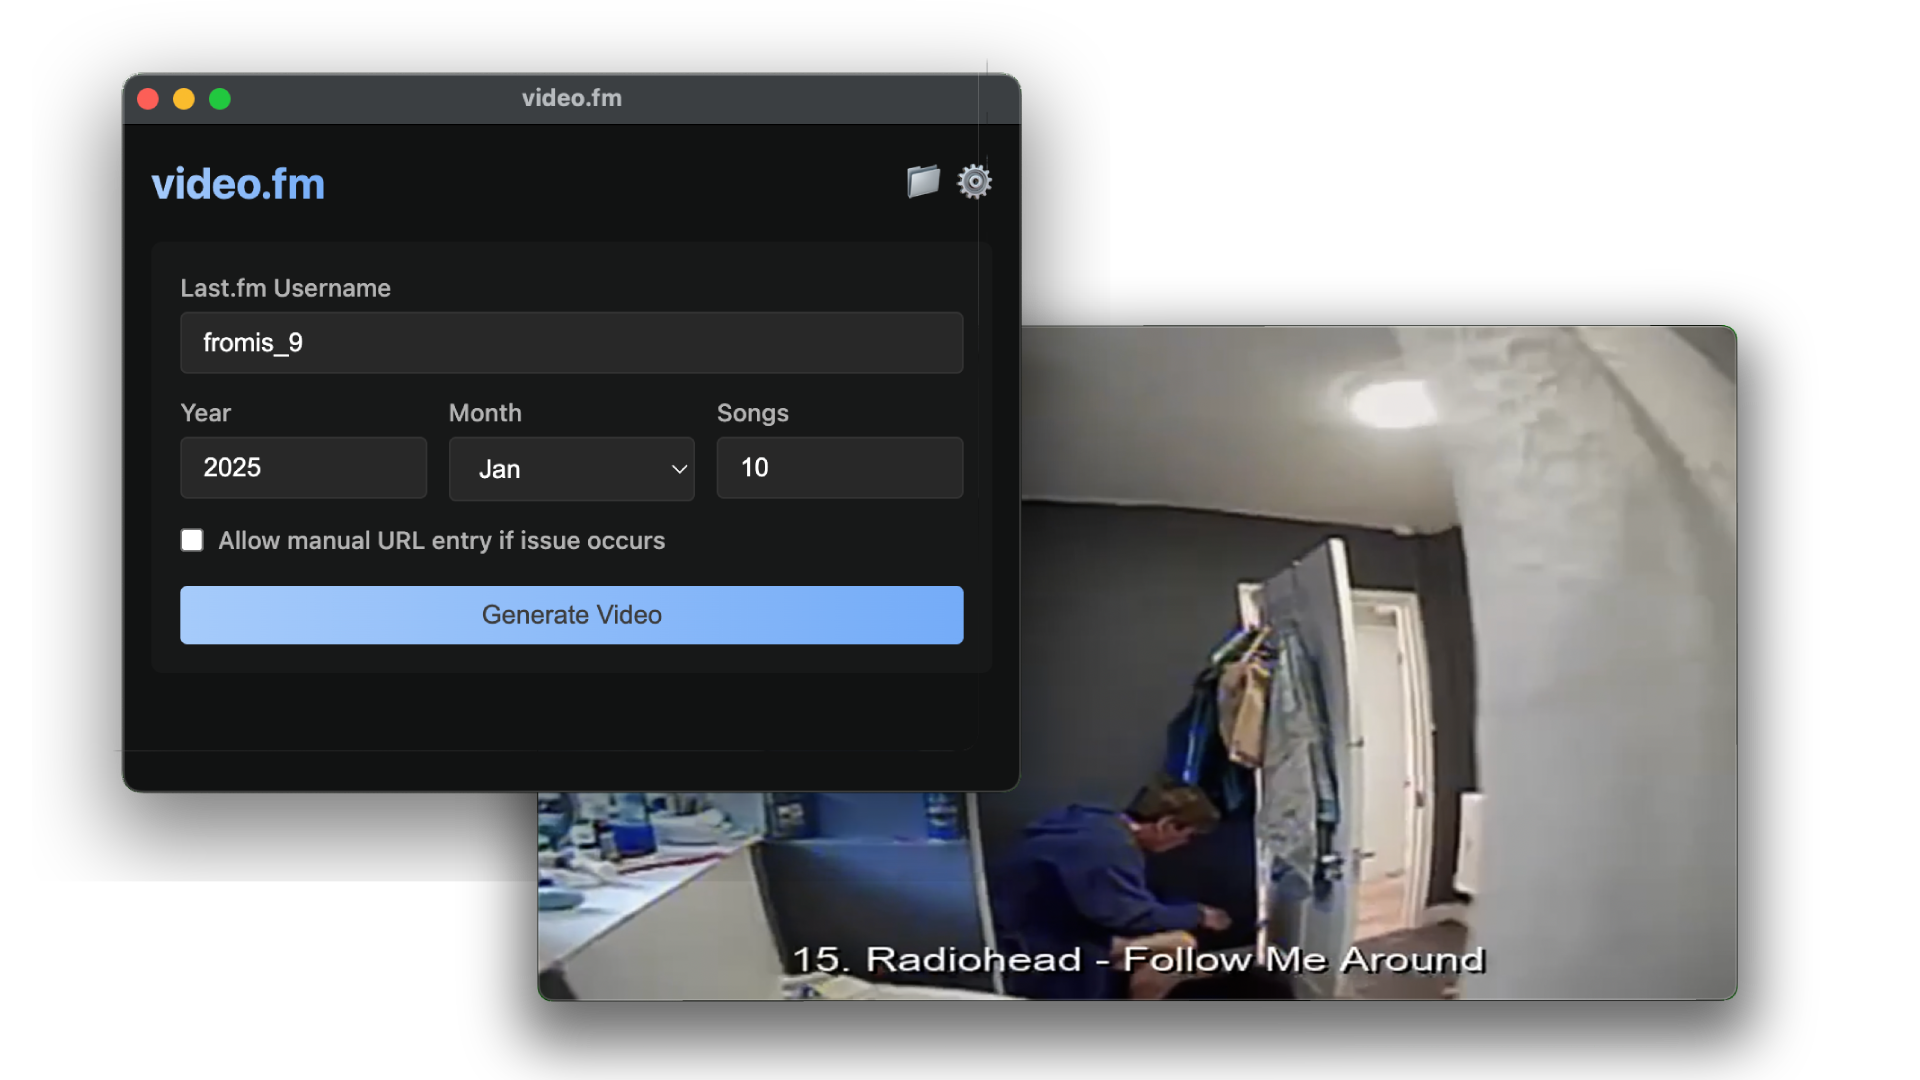 video.fm
video.fm
Last.fm Username
fromis_9
Year Month Songs
2025 Jan 10
Allow manual URL entry if issue occurs
Generate Video
15. Radiohead - Follow Me Around